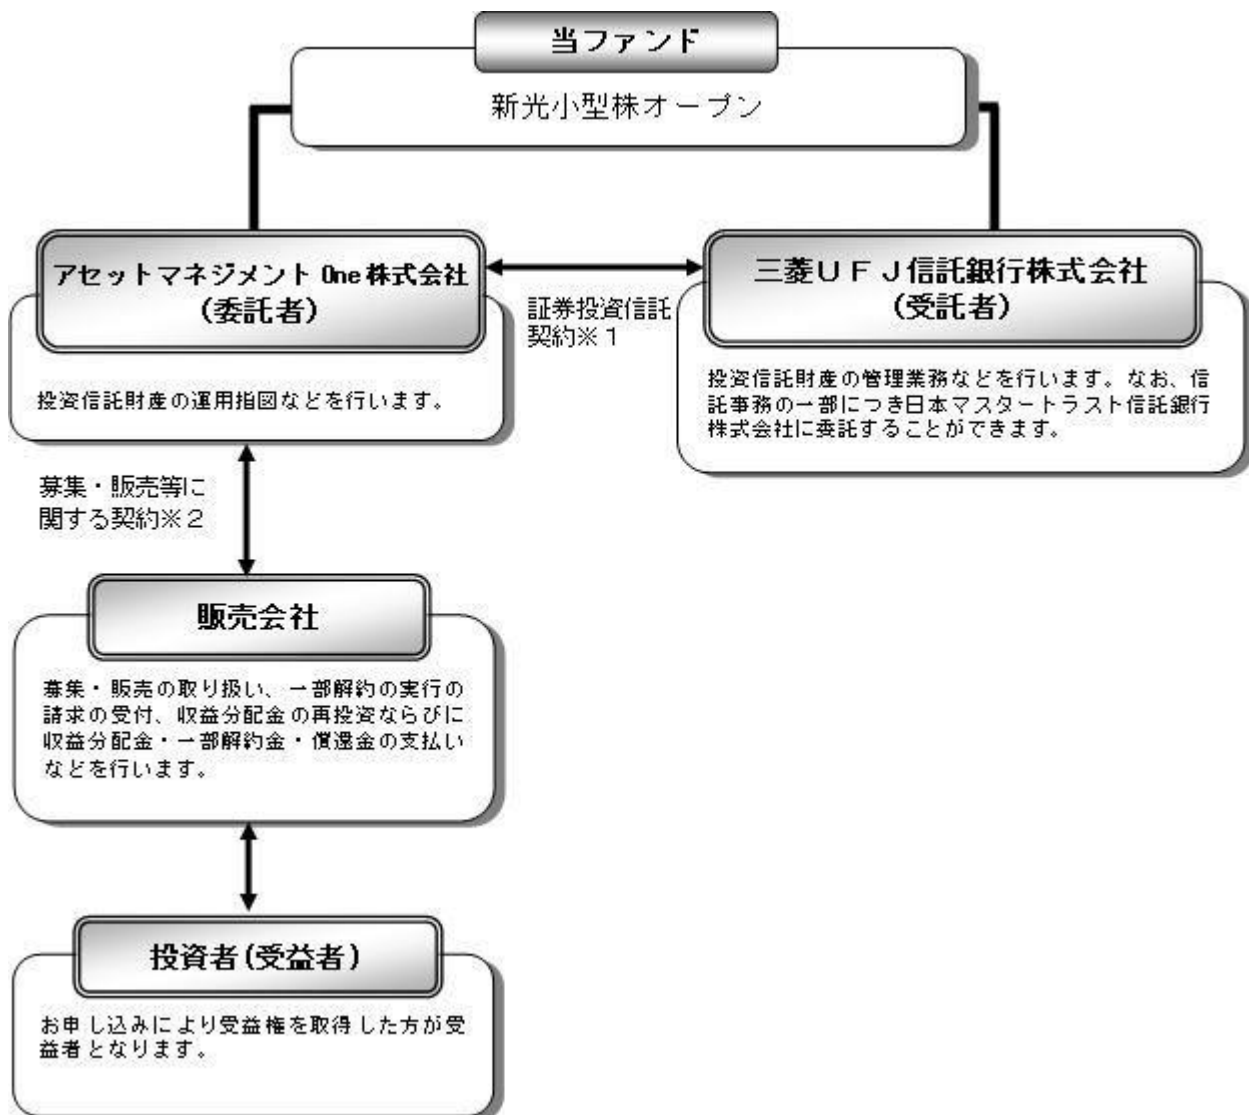 当ファンド
新光小型株オープン
アセットマネジメントOne株式会社
(委託者)
投資信託財産の運用指図などを行います。
証券投資信託
契約※1
三菱UFJ信託銀行株式会社
(受託者)
投資信託財産の管理業務などを行います。なお、信
託事務の一部につき日本マスタートラスト信託銀行
株式会社に委託することができます。
募集・販売等に
関する契約※2
販売会社
募集・販売の取り扱い、一部解約の実行の
請求の受付、収益分配金の再投資ならびに
収益分配金・一部解約金・償還金の支払い
などを行います。
投資者(受益者)
お申し込みにより受益権を取得した方が受
益者となります。